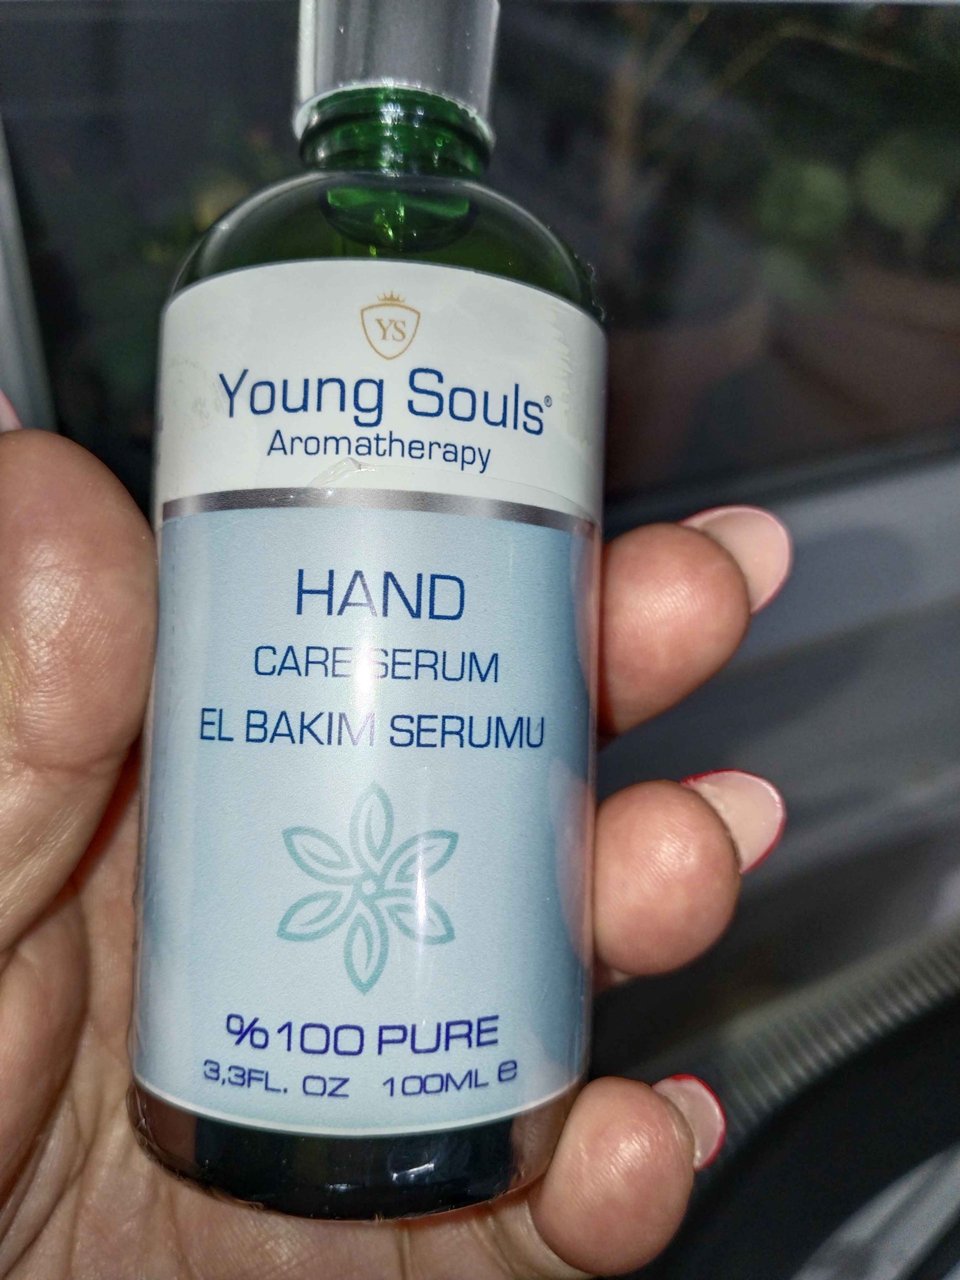 YS
Young Souls®
Aromatherapy
HAND
CARE SERUM
EL BAKIM SERUMU
%100 PURE
3,3FL. OZ 100ML e